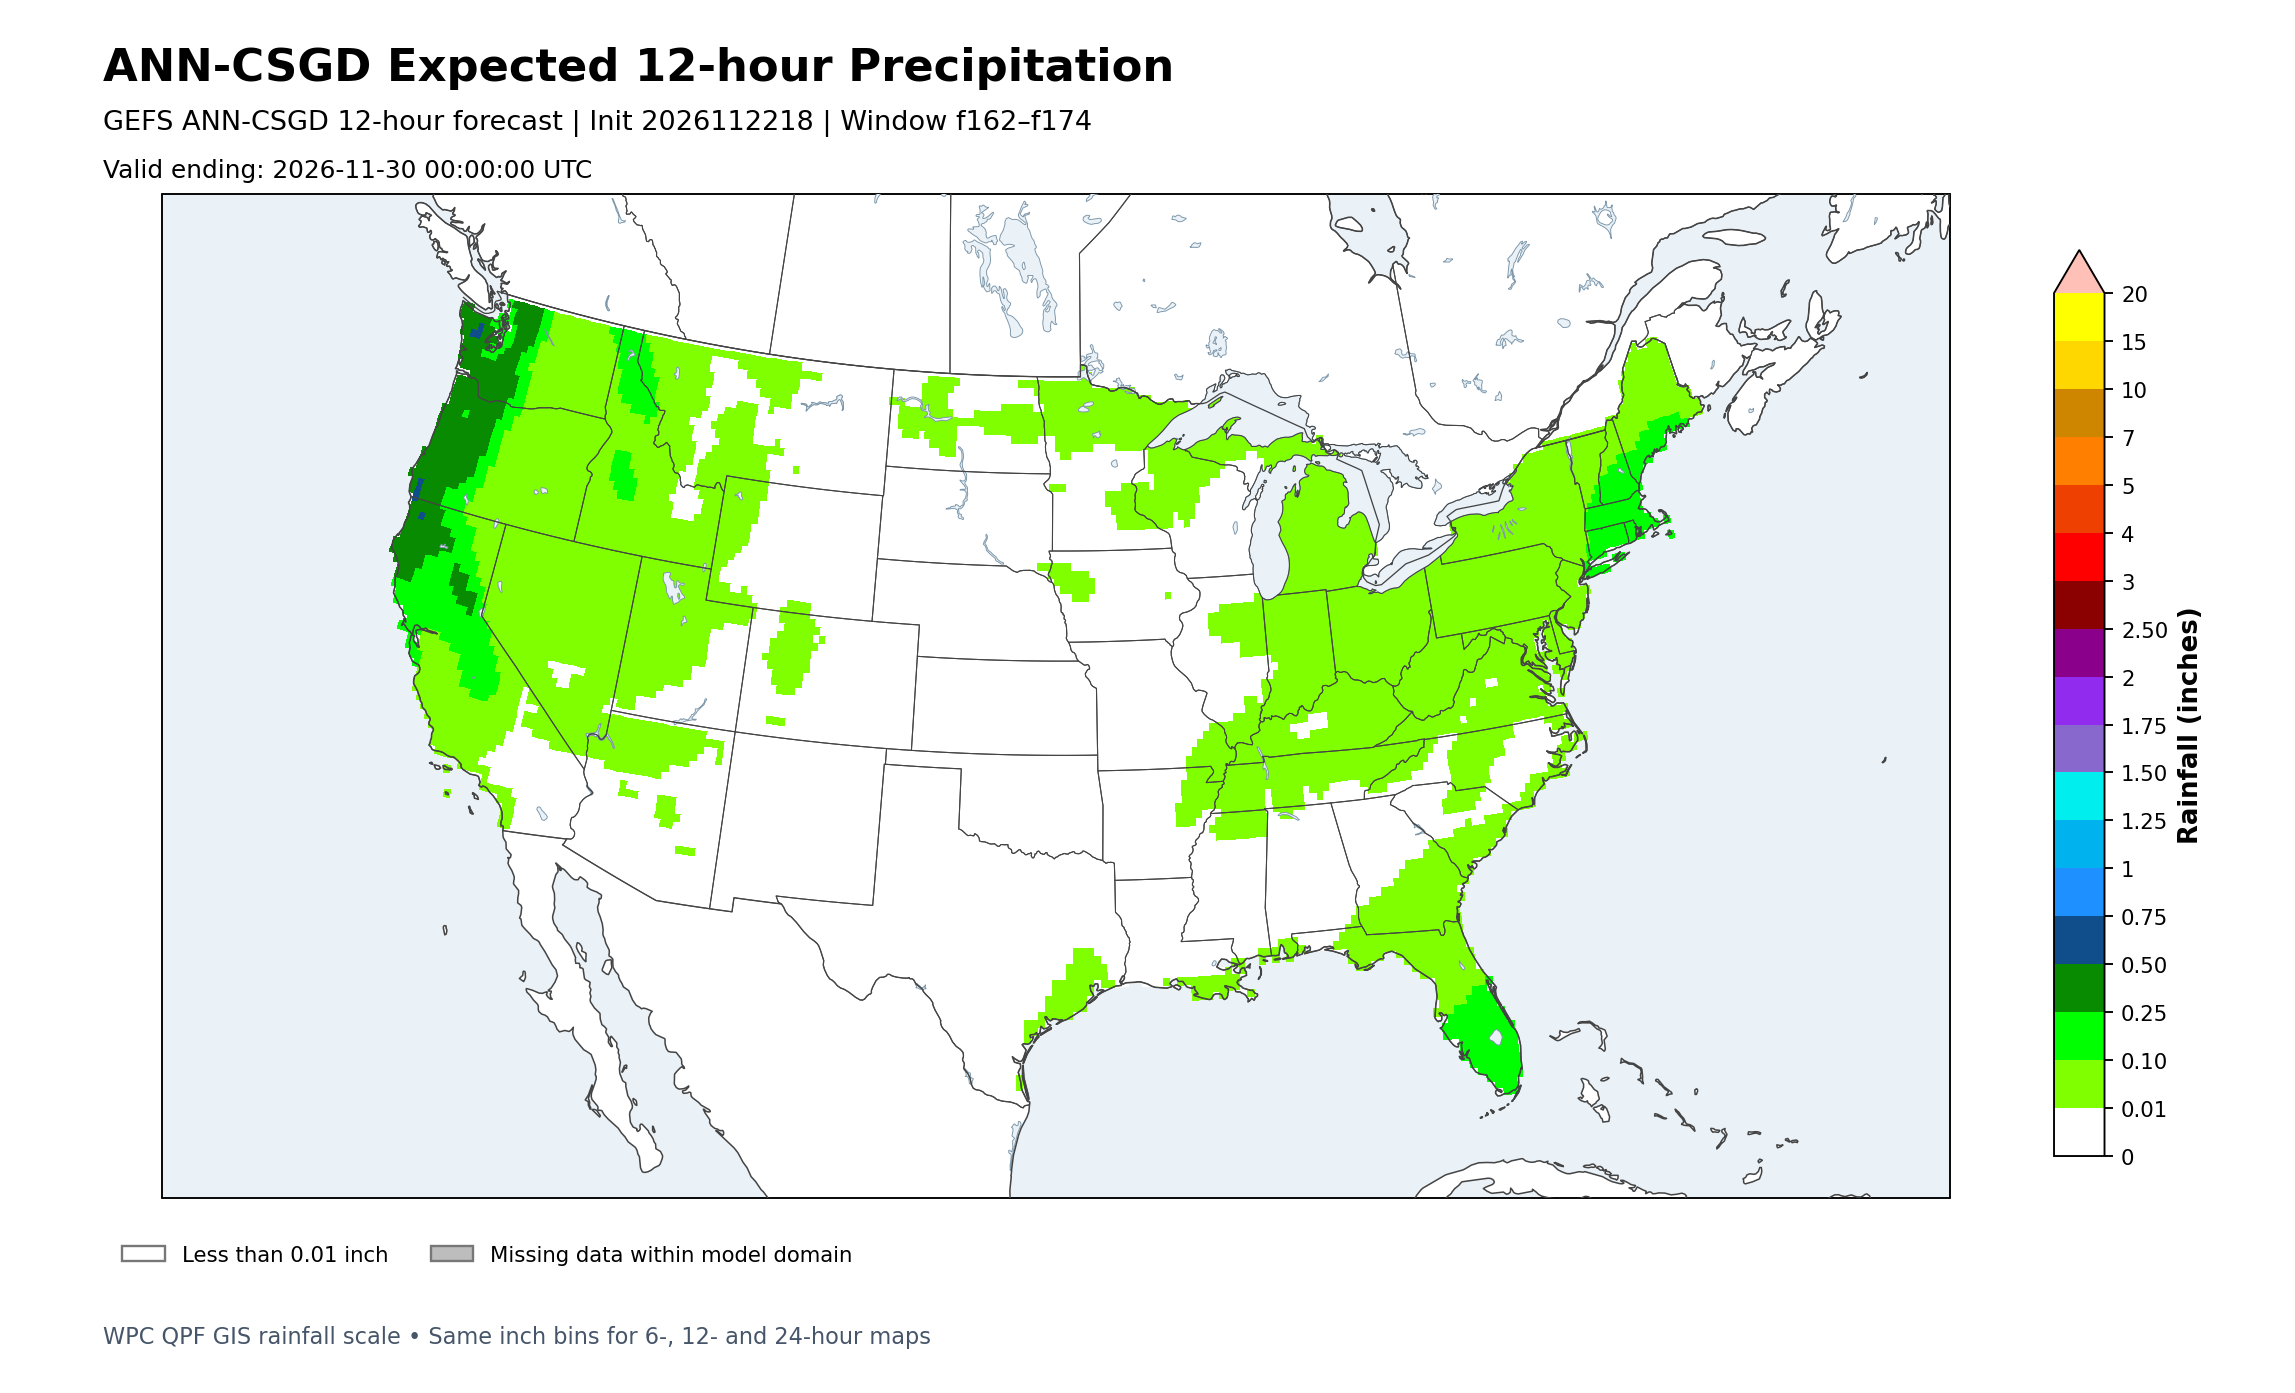 ANN-CSGD Expected 12-hour Precipitation
GEFS ANN-CSGD 12-hour forecast | Init 2026112218 | Window f162–f174
Valid ending: 2026-11-30 00:00:00 UTC
20
15
10
7
5
4
3
2.50
2
1.75
1.50
1.25
1
0.75
0.50
0.25
0.10
0.01
0
Rainfall (inches)
Less than 0.01 inch
Missing data within model domain
WPC QPF GIS rainfall scale • Same inch bins for 6-, 12- and 24-hour maps